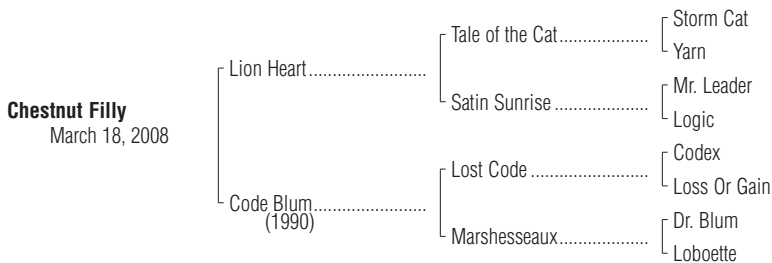 Chestnut Filly
March 18, 2008
Lion Heart
Code Blum
(1990)
Tale of the Cat
Satin Sunrise
Lost Code
Marshesseaux
Storm Cat
Yarn
Mr. Leader
Logic
Codex
Loss Or Gain
Dr. Blum
Loboette